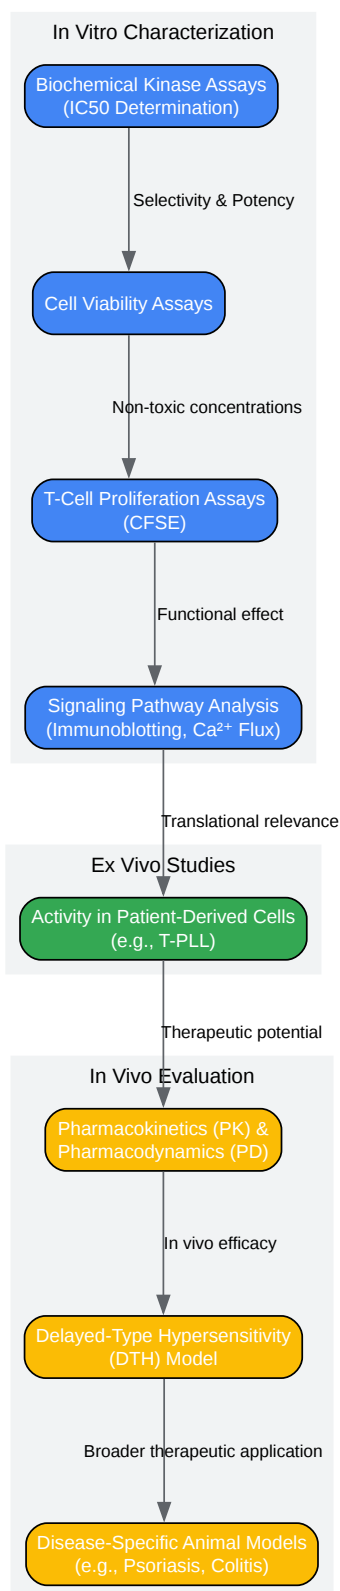 In Vitro Characterization
Biochemical Kinase Assays
(IC50 Determination)
Selectivity & Potency
Cell Viability Assays
Non-toxic concentrations
T-Cell Proliferation Assays
(CFSE)
Functional effect
Signaling Pathway Analysis
(Immunoblotting, Ca²⁺ Flux)
Translational relevance
Ex Vivo Studies
Activity in Patient-Derived Cells
(e.g., T-PLL)
Therapeutic potential
In Vivo Evaluation
Pharmacokinetics (PK) &
Pharmacodynamics (PD)
In vivo efficacy
Delayed-Type Hypersensitivity
(DTH) Model
Broader therapeutic application
Disease-Specific Animal Models
(e.g., Psoriasis, Colitis)